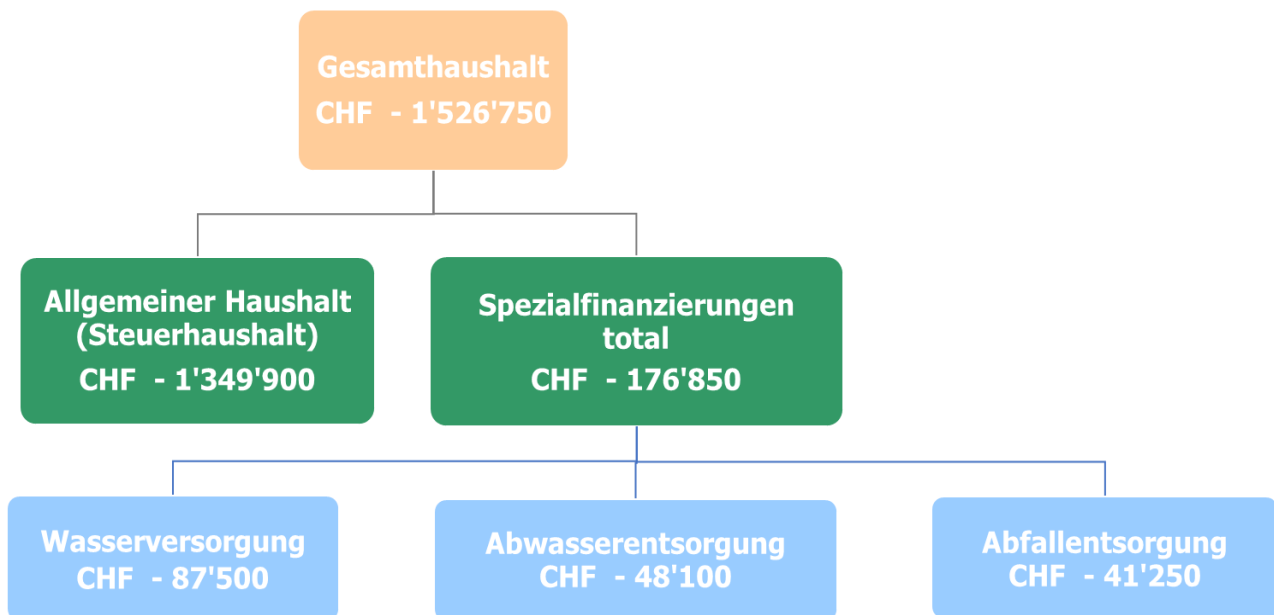 Gesamthaushalt
CHF - 1'526'750
Allgemeiner Haushalt
(Steuerhaushalt)
CHF - 1'349'900
Spezialfinanzierungen
total
CHF - 176'850
Wasserversorgung
CHF - 87'500
Abwasserentsorgung
CHF - 48'100
Abfallentsorgung
CHF - 41'250